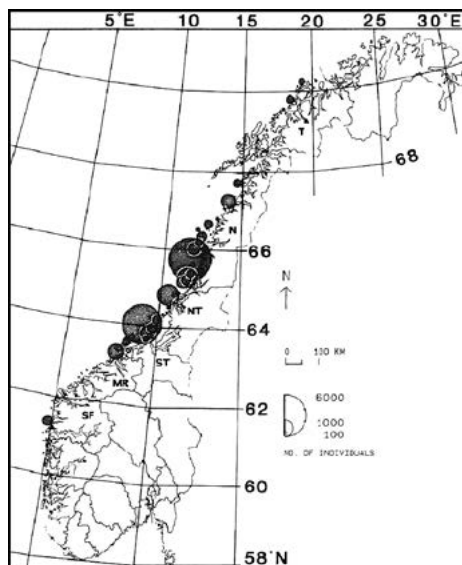 5°E 10 15 20 25 30°E
T
68
N
66
N
NT
64
ST
0 100 KM
MR
6000
SF
62
1000
100
NO. OF INDIVIDUALS
60
58°N